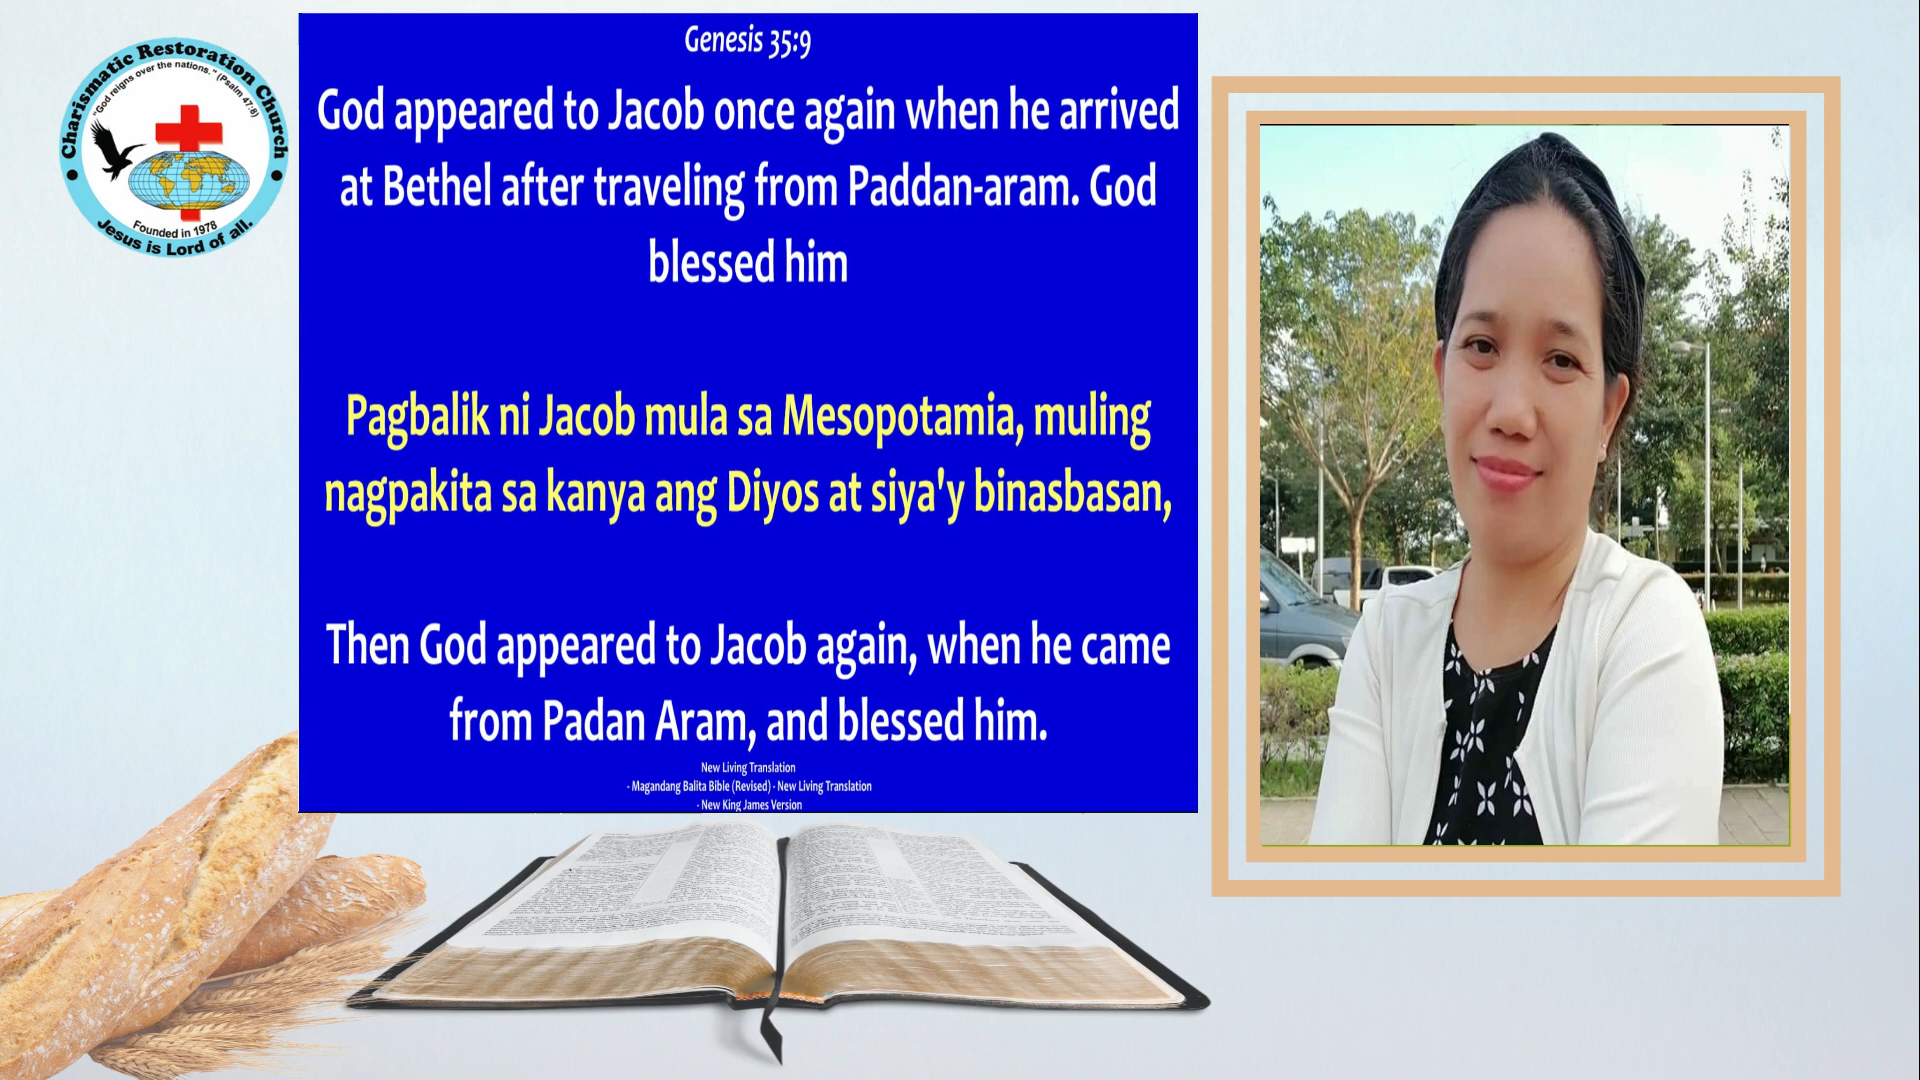 Charismatic Restoration Church
"God reigns over the nations." (Psalm 47:8)
Founded in 1978
Jesus is Lord of all.
Genesis 35:9
God appeared to Jacob once again when he arrived
at Bethel after traveling from Paddan-aram. God
blessed him
Pagbalik ni Jacob mula sa Mesopotamia, muling
nagpakita sa kanya ang Diyos at siya'y binasbasan,
Then God appeared to Jacob again, when he came
from Padan Aram, and blessed him.
New Living Translation
- Magandang Balita Bible (Revised) - New Living Translation
- New King James Version